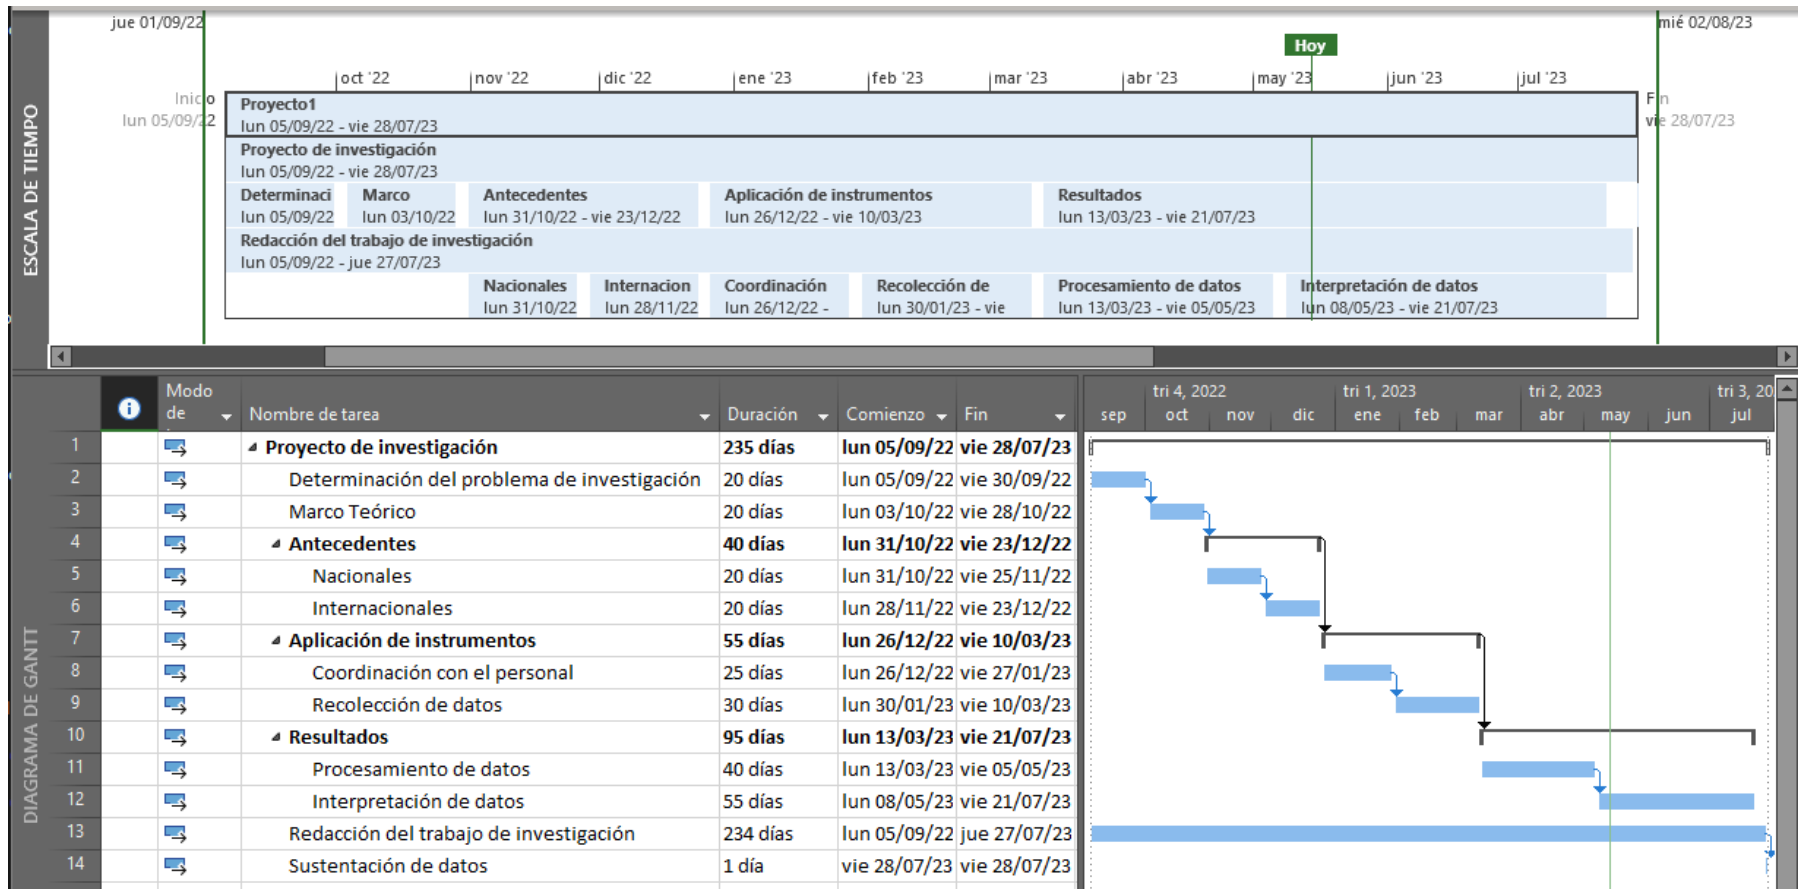 jue 01/09/22
mié 02/08/23
Hoy
oct '22 nov '22 dic '22 ene '23 feb '23 mar '23 abr '23 may '23 jun '23 jul '23
ESCALA DE TIEMPO
Inicio
lun 05/09/22
Fin
vie 28/07/23
Proyecto1
lun 05/09/22 - vie 28/07/23
Proyecto de investigación
lun 05/09/22 - vie 28/07/23
Determinaci Marco Antecedentes Aplicación de instrumentos Resultados
lun 05/09/22 lun 03/10/22 lun 31/10/22 - vie 23/12/22 lun 26/12/22 - vie 10/03/23 lun 13/03/23 - vie 21/07/23
Redacción del trabajo de investigación
lun 05/09/22 - jue 27/07/23
Nacionales Internacion Coordinación Recolección de Procesamiento de datos Interpretación de datos
lun 31/10/22 lun 28/11/22 lun 26/12/22 - lun 30/01/23 - vie lun 13/03/23 - vie 05/05/23 lun 08/05/23 - vie 21/07/23
DIAGRAMA DE GANTT
Modo
de Nombre de tarea Duración Comienzo Fin
tri 4, 2022 tri 1, 2023 tri 2, 2023 tri 3, 20
sep oct nov dic ene feb mar abr may jun jul
1 Proyecto de investigación 235 días lun 05/09/22 vie 28/07/23
2 Determinación del problema de investigación 20 días lun 05/09/22 vie 30/09/22
3 Marco Teórico 20 días lun 03/10/22 vie 28/10/22
4 Antecedentes 40 días lun 31/10/22 vie 23/12/22
5 Nacionales 20 días lun 31/10/22 vie 25/11/22
6 Internacionales 20 días lun 28/11/22 vie 23/12/22
7 Aplicación de instrumentos 55 días lun 26/12/22 vie 10/03/23
8 Coordinación con el personal 25 días lun 26/12/22 vie 27/01/23
9 Recolección de datos 30 días lun 30/01/23 vie 10/03/23
10 Resultados 95 días lun 13/03/23 vie 21/07/23
11 Procesamiento de datos 40 días lun 13/03/23 vie 05/05/23
12 Interpretación de datos 55 días lun 08/05/23 vie 21/07/23
13 Redacción del trabajo de investigación 234 días lun 05/09/22 jue 27/07/23
14 Sustentación de datos 1 día vie 28/07/23 vie 28/07/23